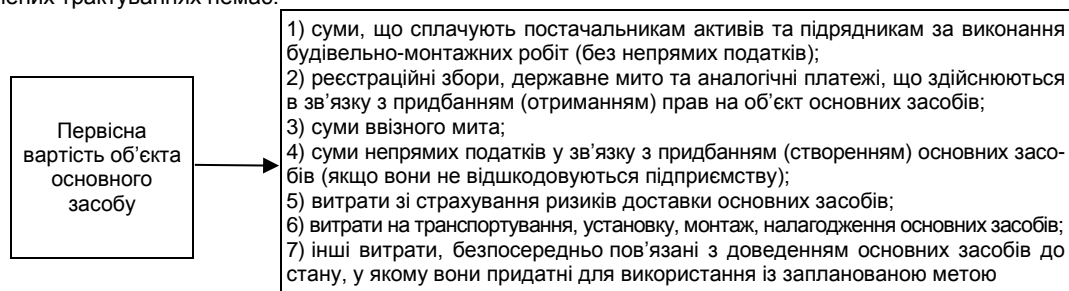 1) суми, що сплачують постачальникам активів та підрядникам за виконання
будівельно-монтажних робіт (без непрямих податків);
2) реєстраційні збори, державне мито та аналогічні платежі, що здійснюються
в зв’язку з придбанням (отриманням) прав на об’єкт основних засобів;
3) суми ввізного мита;
4) суми непрямих податків у зв’язку з придбанням (створенням) основних засо-
бів (якщо вони не відшкодовуються підприємству);
5) витрати зі страхування ризиків доставки основних засобів;
6) витрати на транспортування, установку, монтаж, налагодження основних засобів;
7) інші витрати, безпосередньо пов’язані з доведенням основних засобів до
стану, у якому вони придатні для використання із запланованою метою
Первісна
вартість об’єкта
основного
засобу